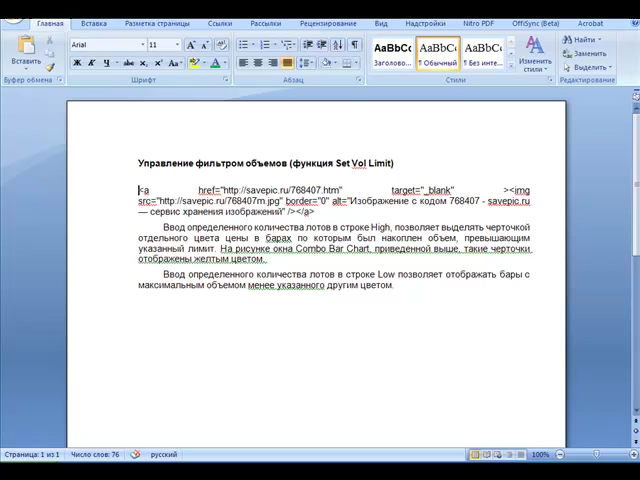 Главная Вставка Разметка страницы Ссылки Рассылки Рецензирование Вид Надстройки Nitro PDF OffiSync (Beta) Acrobat
Arial 11
Вставить
Ж К Ч
AaBbCc AaBbCc AaBbCc
Заголово... ¶ Обычный ¶ Без инте...
Изменить стили
Найти
Заменить
Выделить
Буфер обмена Шрифт Абзац Стили Редактирование
Управление фильтром объемов (функция Set Vol Limit)
<a href="http://savepic.ru/768407.htm" target="_blank" ><img
src="http://savepic.ru/768407m.jpg" border="0" alt="Изображение с кодом 768407 - savepic.ru
— сервис хранения изображений" /></a>
Ввод определенного количества лотов в строке High, позволяет выделять черточкой
отдельного цвета цены в барах по которым был накоплен объем, превышающим
указанный лимит. На рисунке окна Combo Bar Chart, приведенной выше, такие черточки
отображены желтым цветом.
Ввод определенного количества лотов в строке Low позволяет отображать бары с
максимальным объемом менее указанного другим цветом.
Страница: 1 из 1 Число слов: 76 русский 100%